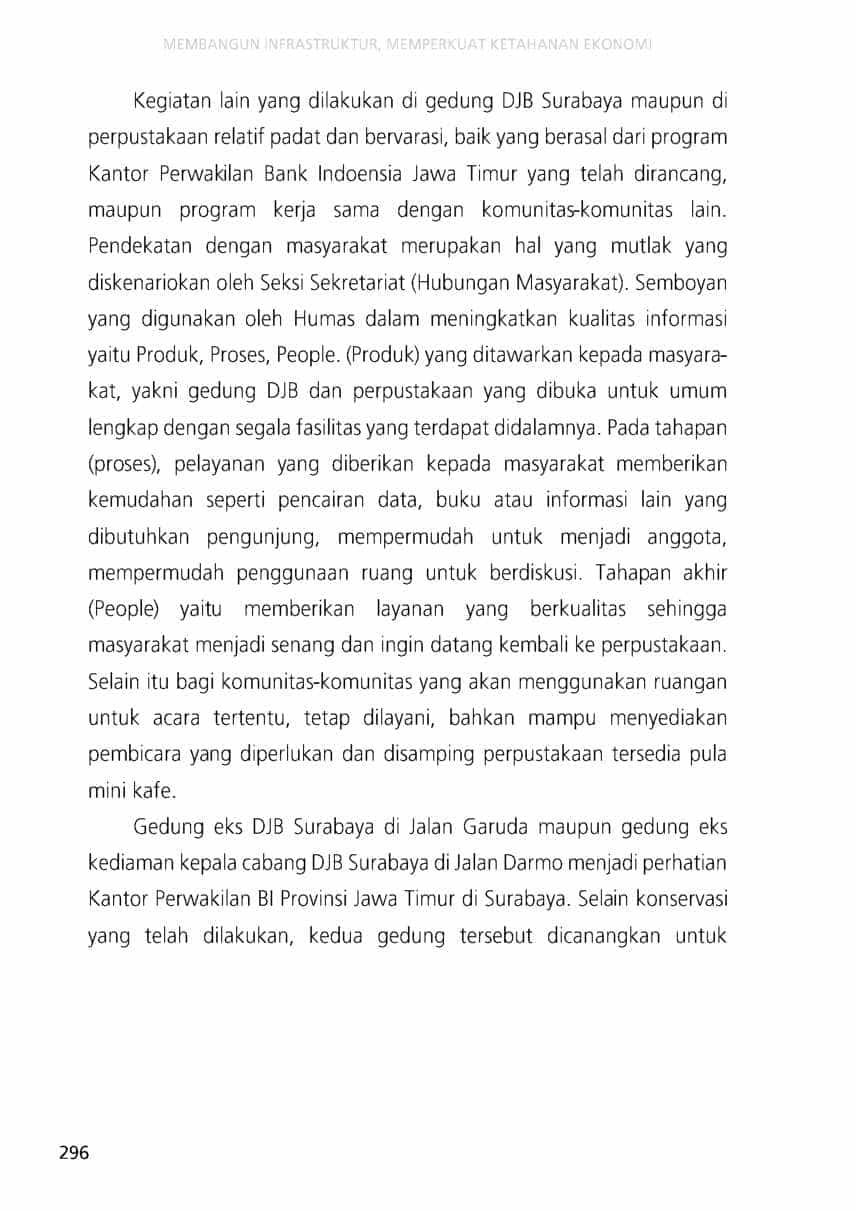 MEMBANGUN INFRASTRUKTUR, MEMPERKUAT KETAHANAN EKONOMI
Kegiatan lain yang dilakukan di gedung DJB Surabaya maupun di
perpustakaan relatif padat dan bervarasi, baik yang berasal dari program
Kantor Perwakilan Bank Indoensia Jawa Timur yang telah dirancang,
maupun program kerja sama dengan komunitas-komunitas lain.
Pendekatan dengan masyarakat merupakan hal yang mutlak yang
diskenariokan oleh Seksi Sekretariat (Hubungan Masyarakat). Semboyan
yang digunakan oleh Humas dalam meningkatkan kualitas informasi
yaitu Produk, Proses, People. (Produk) yang ditawarkan kepada masyara-
kat, yakni gedung DJB dan perpustakaan yang dibuka untuk umum
lengkap dengan segala fasilitas yang terdapat didalamnya. Pada tahapan
(proses), pelayanan yang diberikan kepada masyarakat memberikan
kemudahan seperti pencairan data, buku atau informasi lain yang
dibutuhkan pengunjung, mempermudah untuk menjadi anggota,
mempermudah penggunaan ruang untuk berdiskusi. Tahapan akhir
(People) yaitu memberikan layanan yang berkualitas sehingga
masyarakat menjadi senang dan ingin datang kembali ke perpustakaan.
Selain itu bagi komunitas-komunitas yang akan menggunakan ruangan
untuk acara tertentu, tetap dilayani, bahkan mampu menyediakan
pembicara yang diperlukan dan disamping perpustakaan tersedia pula
mini kafe.
Gedung eks DJB Surabaya di Jalan Garuda maupun gedung eks
kediaman kepala cabang DJB Surabaya di Jalan Darmo menjadi perhatian
Kantor Perwakilan BI Provinsi Jawa Timur di Surabaya. Selain konservasi
yang telah dilakukan, kedua gedung tersebut dicanangkan untuk
296